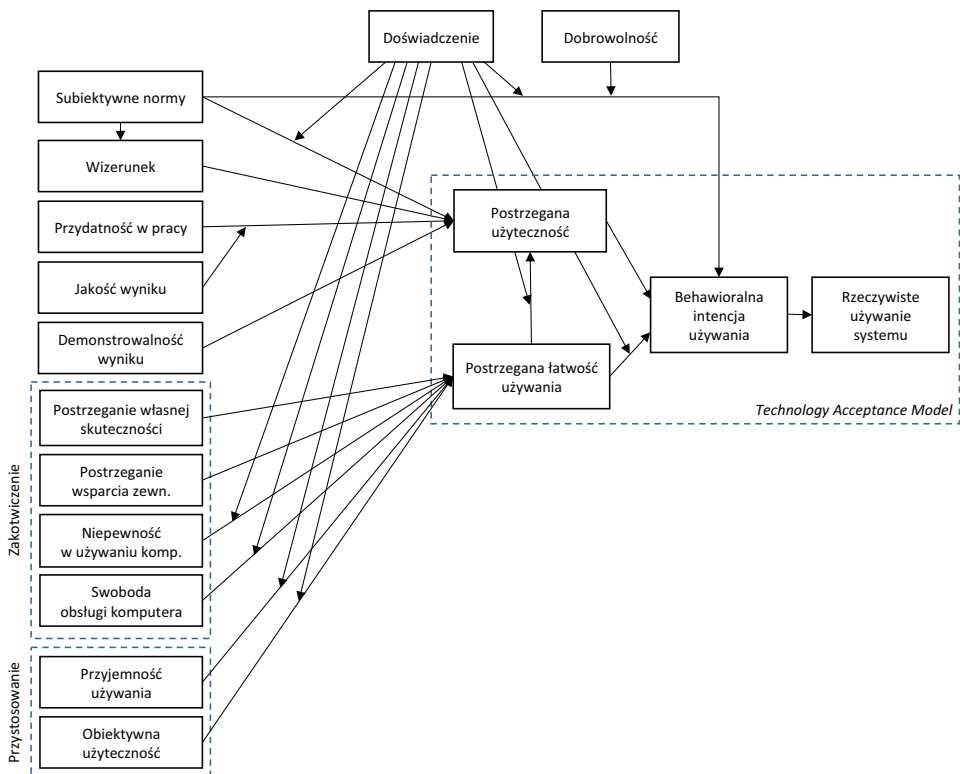 Doświadczenie
Dobrowolność
Subiektywne normy
Wizerunek
Przydatność w pracy
Jakość wyniku
Demonstrowalność
wyniku
Postrzegana
użyteczność
Behawioralna
intencja
używania
Rzeczywiste
używanie
systemu
Postrzegana łatwość
używania
Technology Acceptance Model
Zakotwiczenie
Postrzeganie własnej
skuteczności
Postrzeganie
wsparcia zewn.
Niepewność
w używaniu komp.
Swoboda
obsługi komputera
Przystosowanie
Przyjemność
używania
Obiektywna
użyteczność